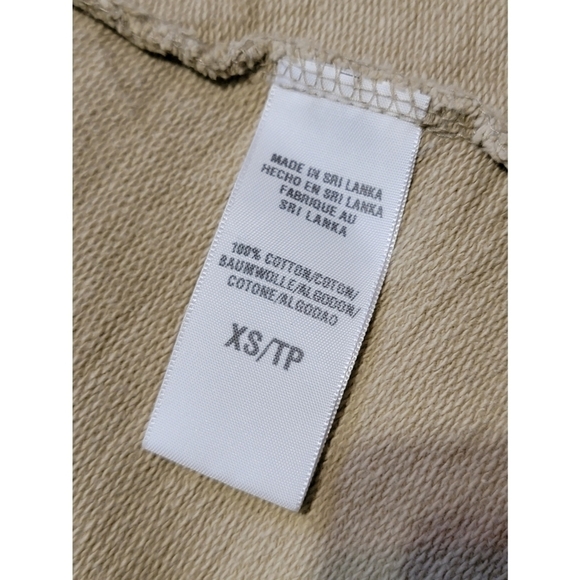 MADE IN SRI LANKA
HECHO EN SRI LANKA
FABRIQUE AU
SRI LANKA
100% COTTON/COTON/
BAUMWOLLE/ALGODON/
COTONE/ALGODAO
XS/TP